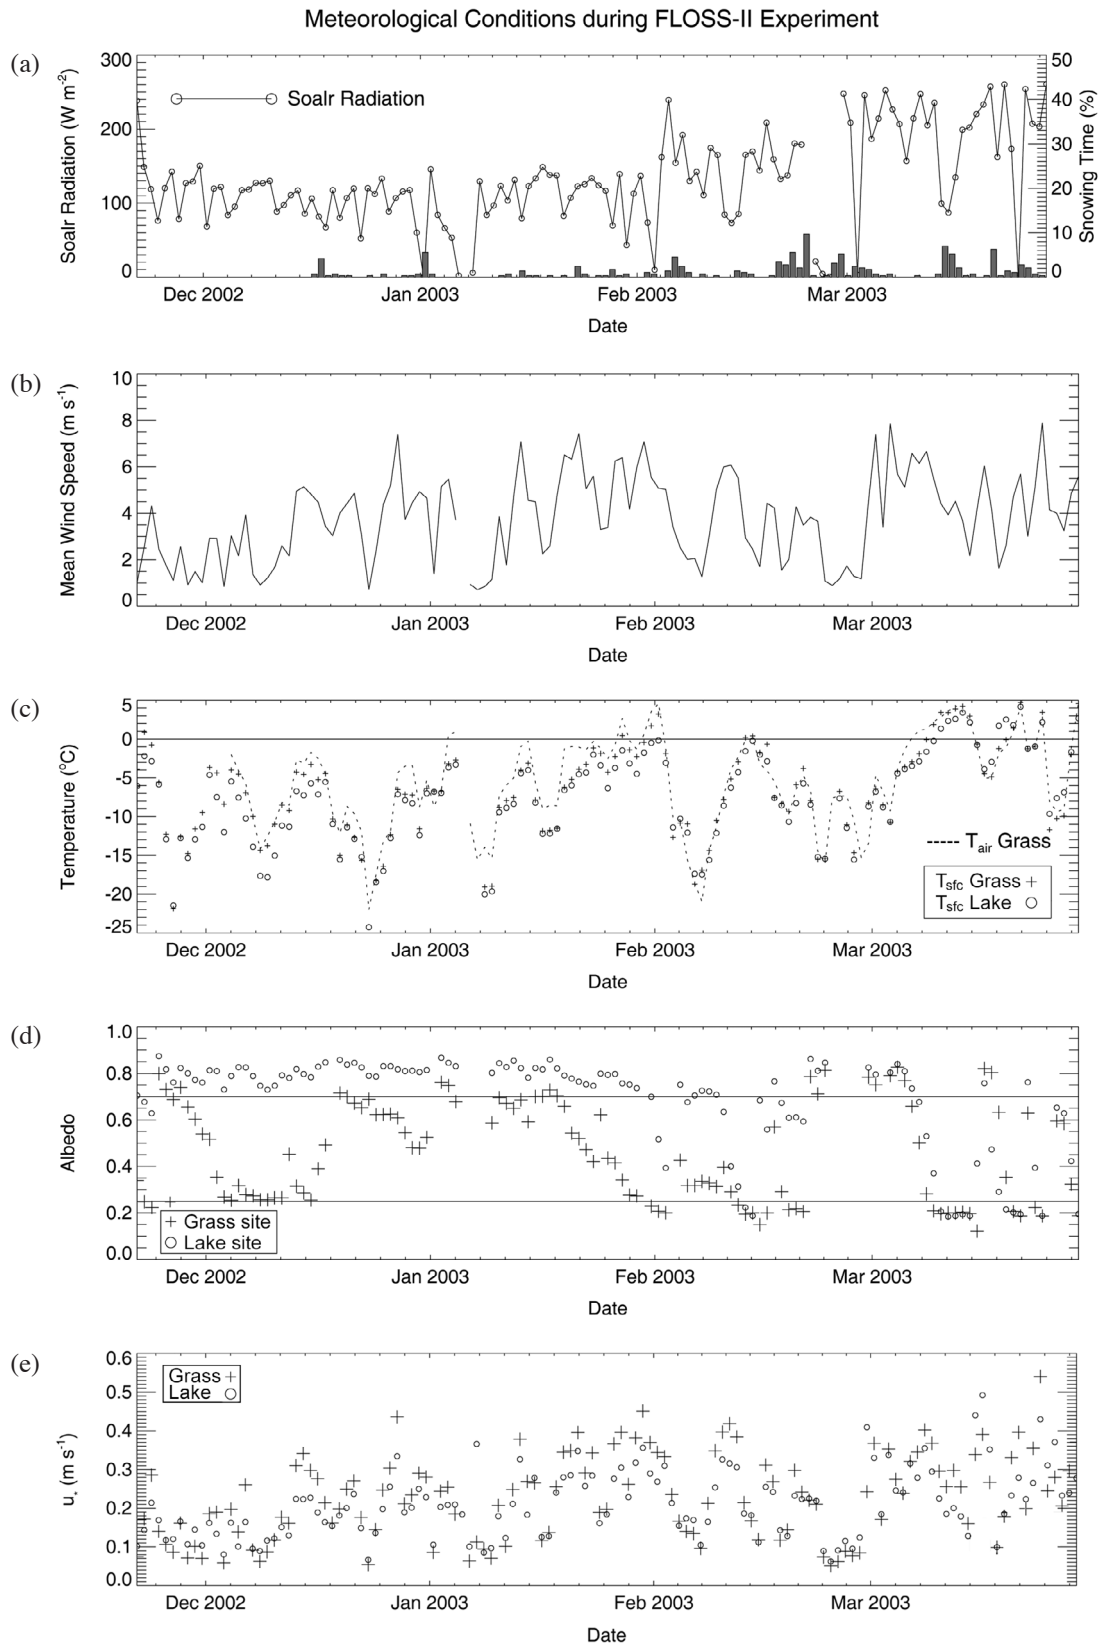 Meteorological Conditions during FLOSS-II Experiment
(a)
Soalr Radiation (W m-2)
300
200
100
0
Soalr Radiation
50
40
30
20
10
0
Snowing Time (%)
Dec 2002 Jan 2003 Feb 2003 Mar 2003
Date
(b)
Mean Wind Speed (m s-1)
10
8
6
4
2
0
Dec 2002 Jan 2003 Feb 2003 Mar 2003
Date
(c)
Temperature (°C)
5
0
-5
-10
-15
-20
-25
Tair Grass
Tsfc Grass +
Tsfc Lake ○
Dec 2002 Jan 2003 Feb 2003 Mar 2003
Date
(d)
Albedo
1.0
0.8
0.6
0.4
0.2
0.0
+ Grass site
○ Lake site
Dec 2002 Jan 2003 Feb 2003 Mar 2003
Date
(e)
u* (m s-1)
0.6
0.5
0.4
0.3
0.2
0.1
0.0
Grass +
Lake ○
Dec 2002 Jan 2003 Feb 2003 Mar 2003
Date